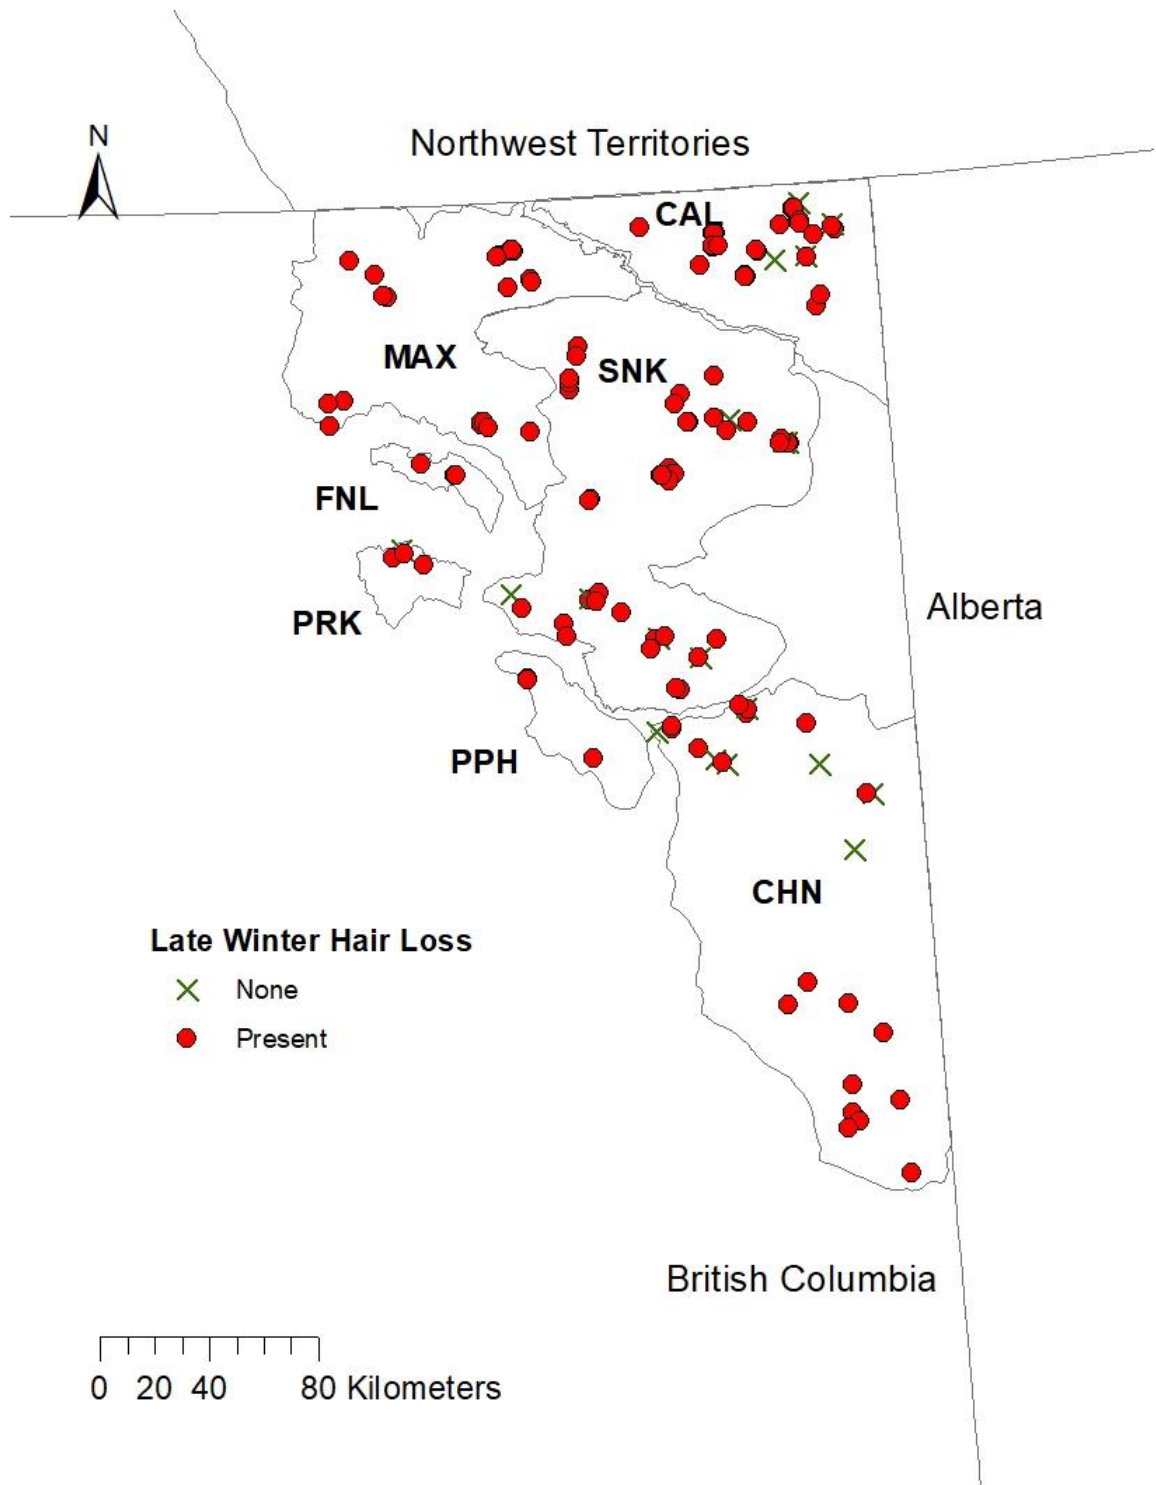 N
Northwest Territories
CAL
MAX
SNK
FNL
PRK
Alberta
PPH
CHN
Late Winter Hair Loss
None
Present
British Columbia
0 20 40 80 Kilometers